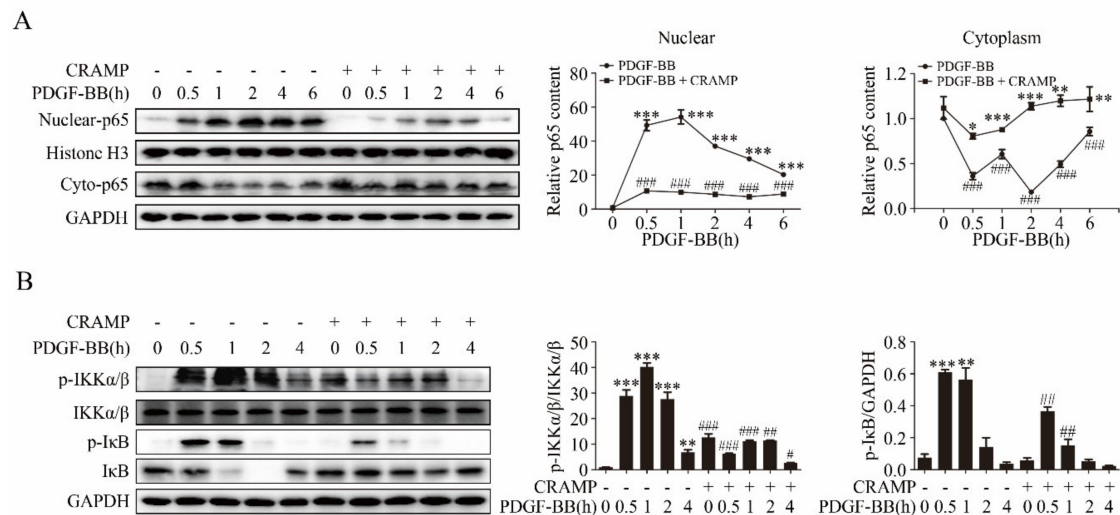 A
CRAMP - - - - - - + + + + + +
PDGF-BB(h) 0 0.5 1 2 4 6 0 0.5 1 2 4 6
Nuclear-p65
Histonc H3
Cyto-p65
GAPDH
Nuclear
PDGF-BB
PDGF-BB + CRAMP
Relative p65 content
80
60
40
20
0
*** *** *** *** ***
### ### ### ### ###
0 0.5 1 2 4 6
PDGF-BB(h)
Cytoplasm
PDGF-BB
PDGF-BB + CRAMP
Relative p65 content
1.2
1.0
0.5
0.0
* *** *** ** **
### ### ### ### ###
0 0.5 1 2 4 6
PDGF-BB(h)
B
CRAMP - - - - - + + + + +
PDGF-BB(h) 0 0.5 1 2 4 0 0.5 1 2 4
p-IKKα/β
IKKα/β
p-IκB
IκB
GAPDH
p-IKKα/β/IKKα/β
50
40
30
20
10
0
*** *** *** ** ### ### ### ## #
CRAMP + + + + +
PDGF-BB(h) 0 0.5 1 2 4 0 0.5 1 2 4
p-IκB/GAPDH
0.8
0.6
0.4
0.2
0.0
*** ** ## ##
CRAMP + + + + +
PDGF-BB(h) 0 0.5 1 2 4 0 0.5 1 2 4